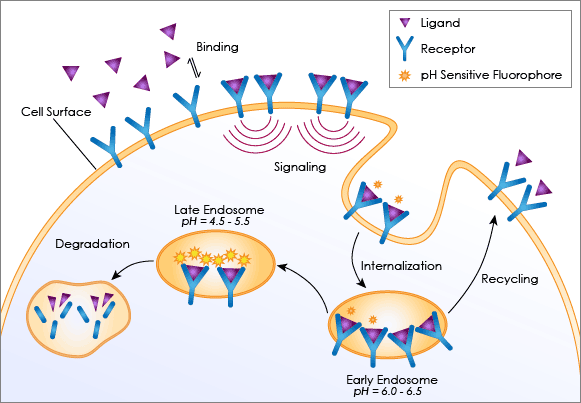 Ligand
Receptor
pH Sensitive Fluorophore
Binding
Cell Surface
Signaling
Late Endosome
pH = 4.5 - 5.5
Degradation
Internalization
Recycling
Early Endosome
pH = 6.0 - 6.5